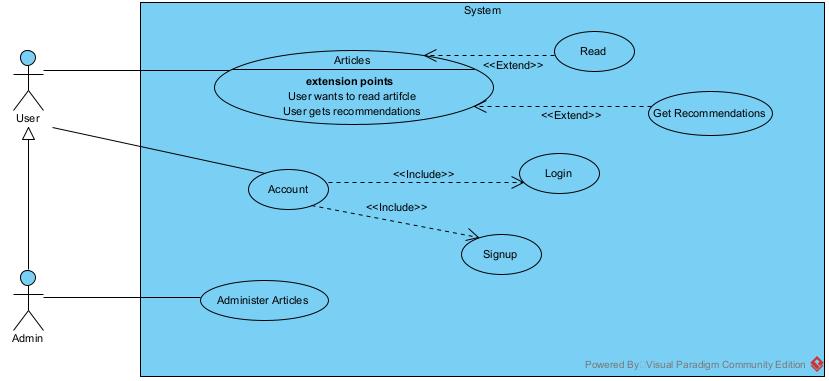 System
Articles
extension points
User wants to read artifcle
User gets recommendations
<<Extend>>
Read
<<Extend>>
Get Recommendations
User
Account
<<Include>>
Login
<<Include>>
Signup
Administer Articles
Admin
Powered By: Visual Paradigm Community Edition